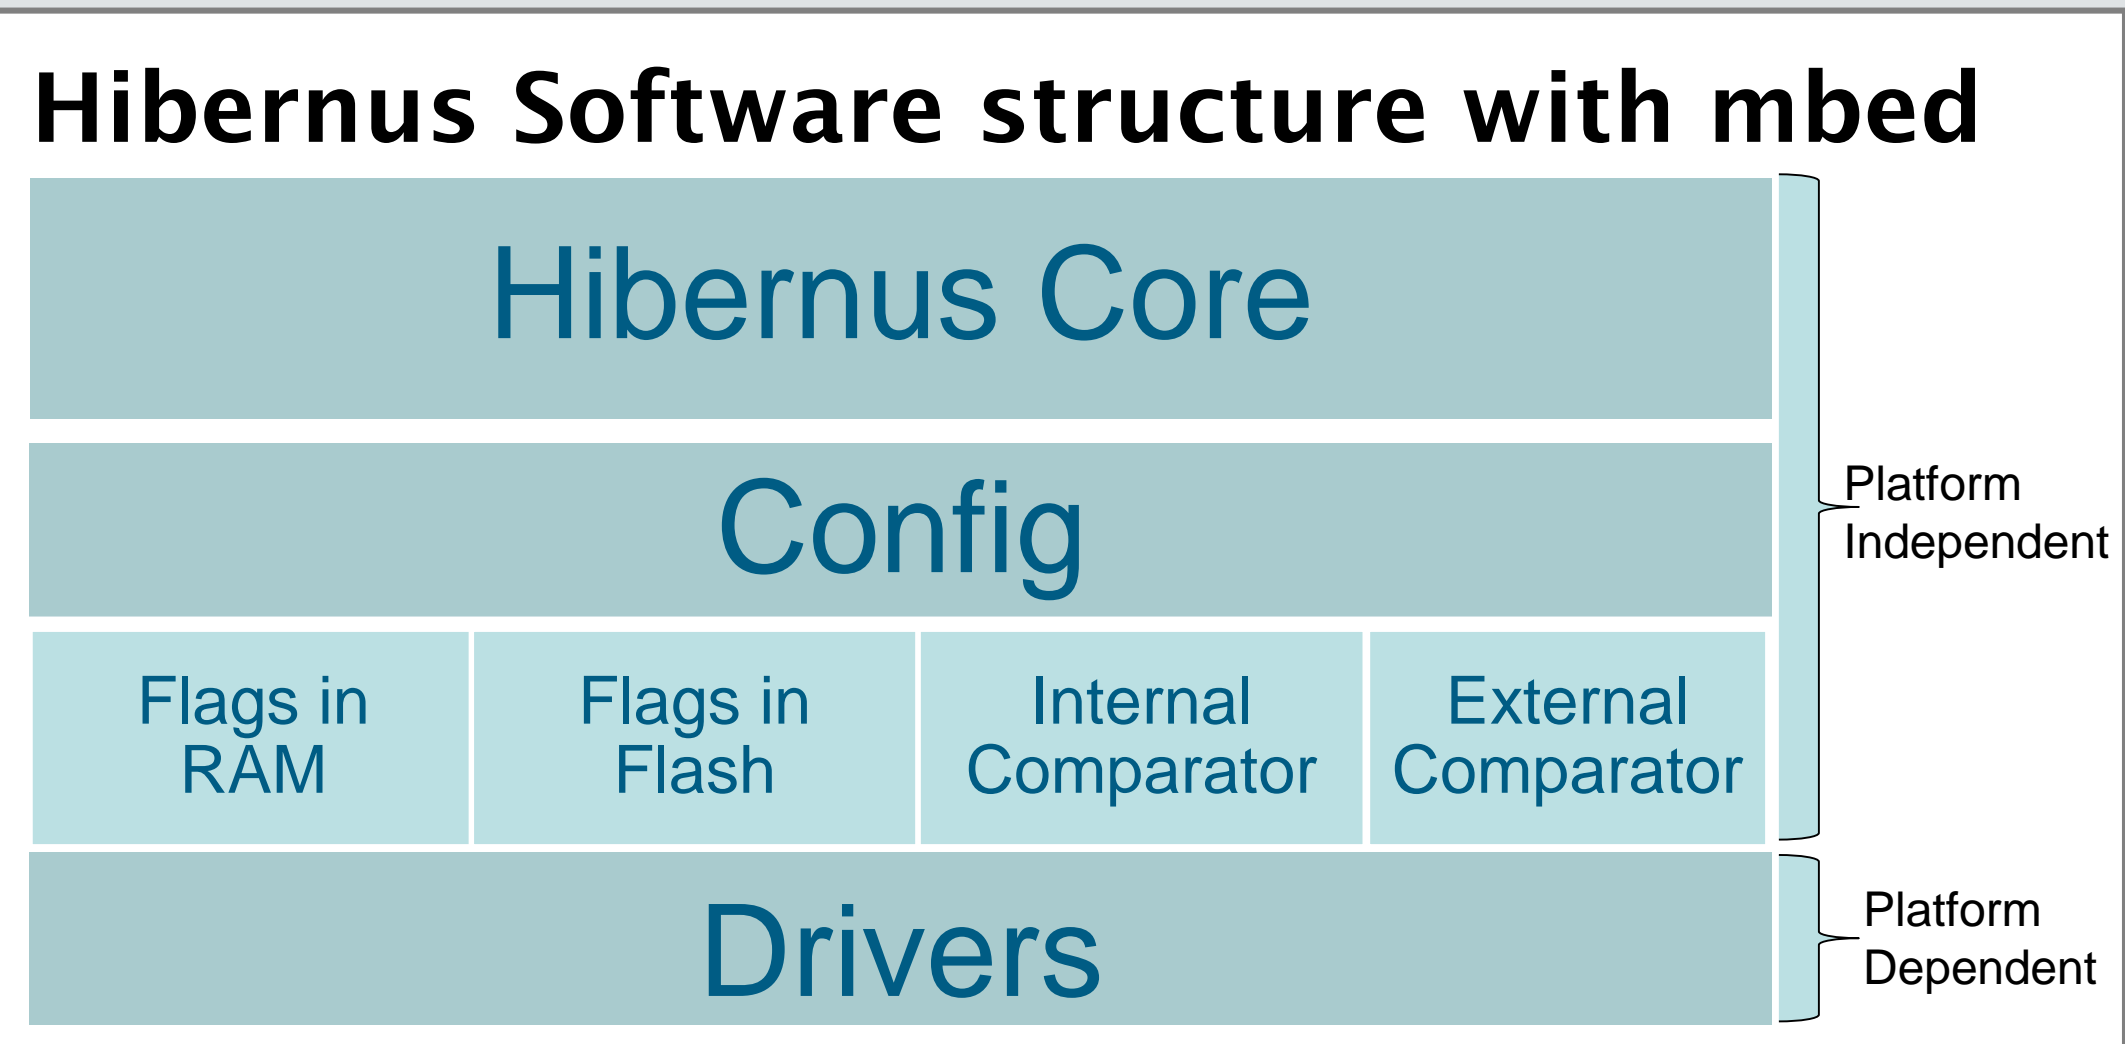 Hibernus Software structure with mbed
Hibernus Core
Config
Platform
Independent
Flags in
RAM
Flags in
Flash
Internal
Comparator
External
Comparator
Drivers
Platform
Dependent